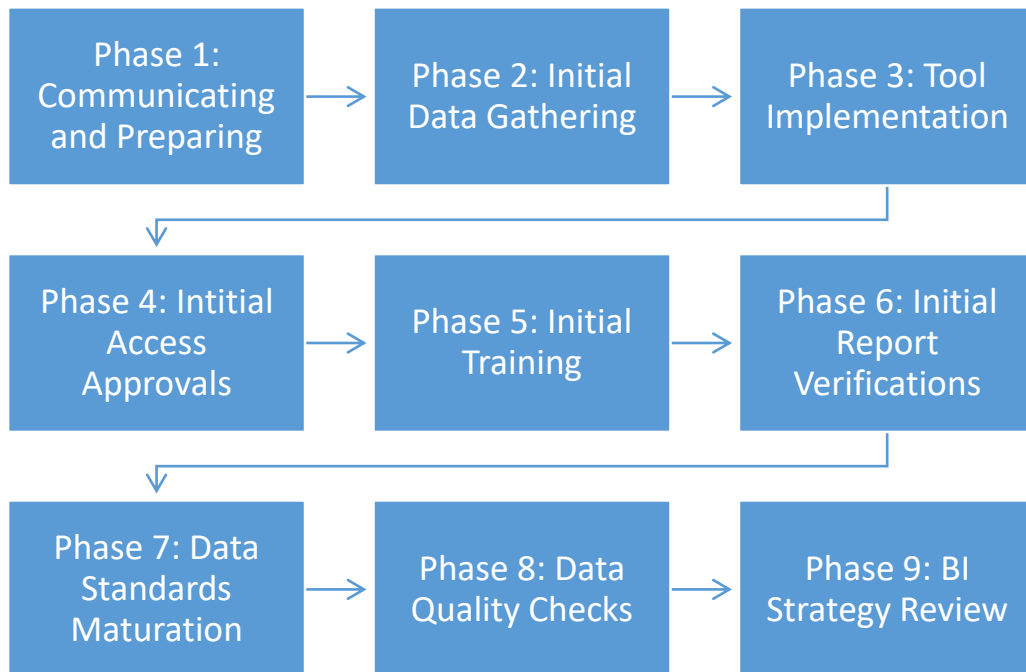 Phase 1:
Communicating
and Preparing
Phase 2: Initial
Data Gathering
Phase 3: Tool
Implementation
Phase 4: Intitial
Access
Approvals
Phase 5: Initial
Training
Phase 6: Initial
Report
Verifications
Phase 7: Data
Standards
Maturation
Phase 8: Data
Quality Checks
Phase 9: BI
Strategy Review